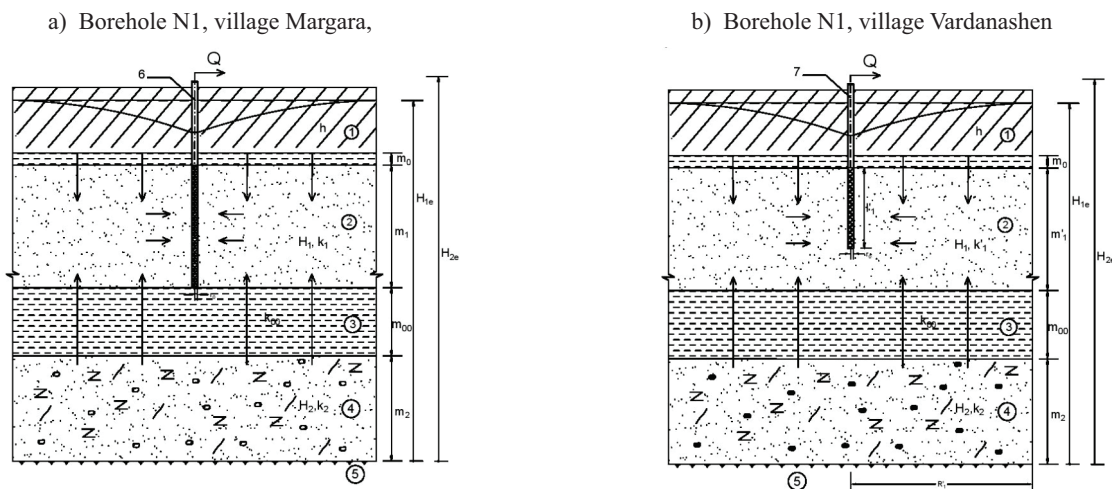 a) Borehole N1, village Margara,
6
Q
h
1
m₀
2
H₁, k₁
m₁
H₁ₑ
H₂ₑ
k₀₀
3
m₀₀
H₂,k₂
4
m₂
5
b) Borehole N1, village Vardanashen
7
Q
h
1
m₀
l'₁
2
H₁, k'₁
m'₁
H₁ₑ
H₂ₑ
k₀₀
3
m₀₀
H₂,k₂
4
m₂
5
R'₁